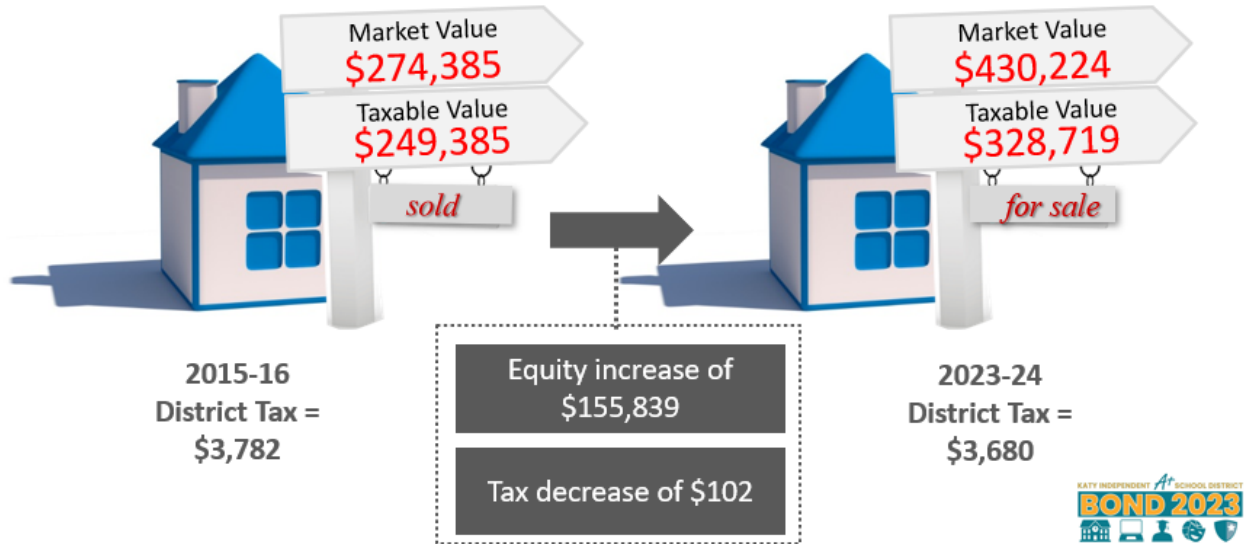 Market Value
$274,385
Taxable Value
$249,385
sold
Market Value
$430,224
Taxable Value
$328,719
for sale
2015-16
District Tax =
$3,782
Equity increase of
$155,839
Tax decrease of $102
2023-24
District Tax =
$3,680
KATY INDEPENDENT A+ SCHOOL DISTRICT
BOND 2023